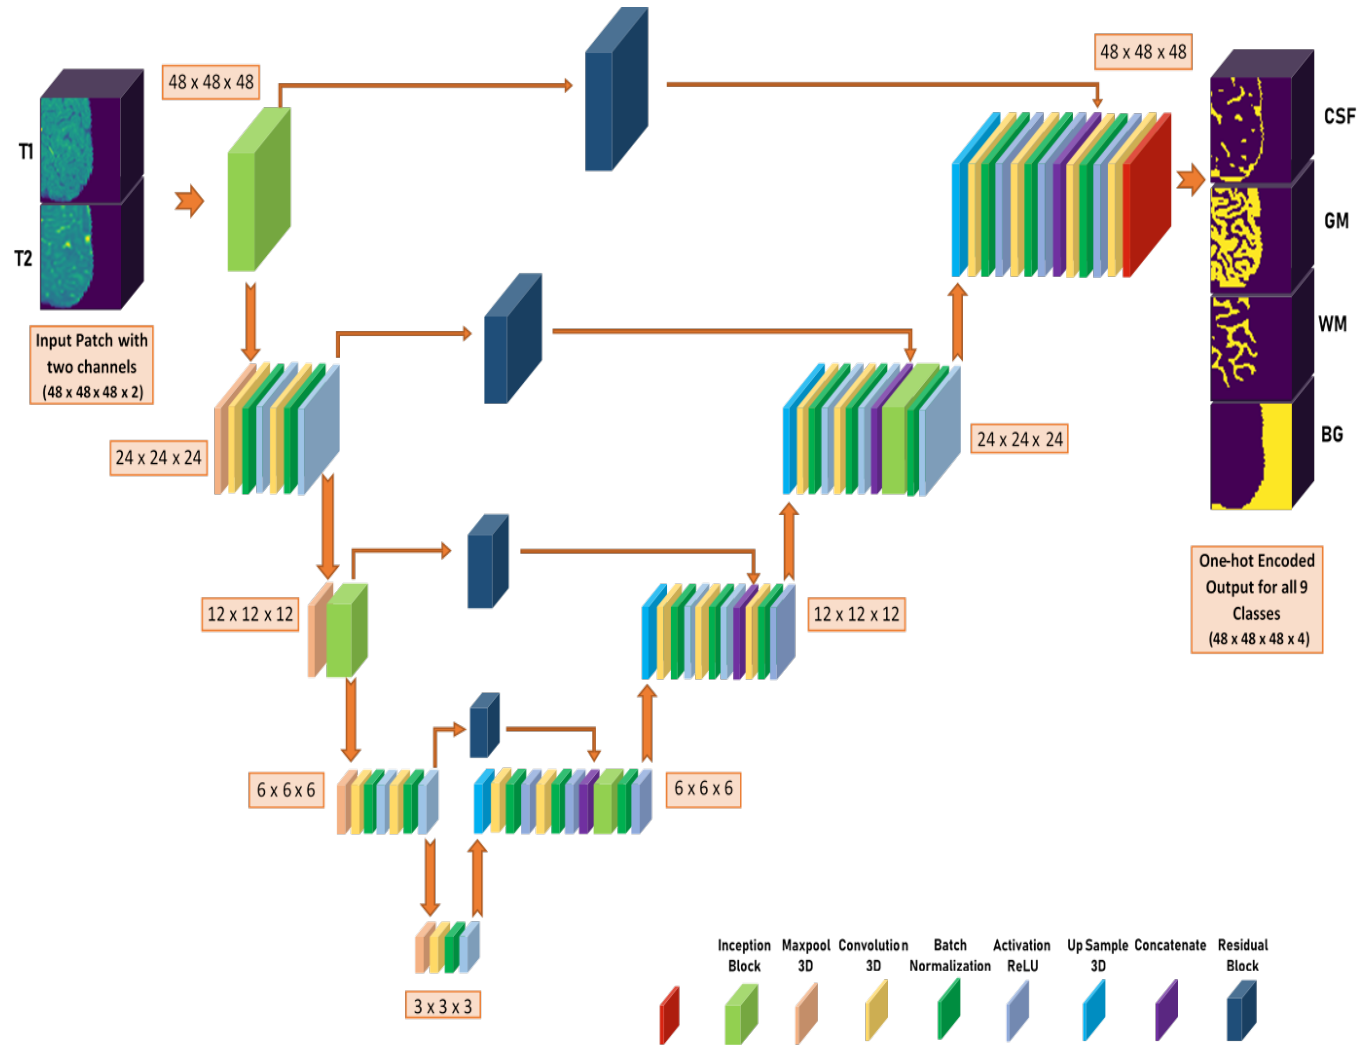 48 x 48 x 48
48 x 48 x 48
T1
T2
CSF
GM
WM
BG
Input Patch with
two channels
(48 x 48 x 48 x 2)
24 x 24 x 24
24 x 24 x 24
12 x 12 x 12
12 x 12 x 12
One-hot Encoded
Output for all 9
Classes
(48 x 48 x 48 x 4)
6 x 6 x 6
6 x 6 x 6
3 x 3 x 3
Inception
Block
Maxpool
3D
Convolution
3D
Batch
Normalization
Activation
ReLU
Up Sample
3D
Concatenate
Residual
Block